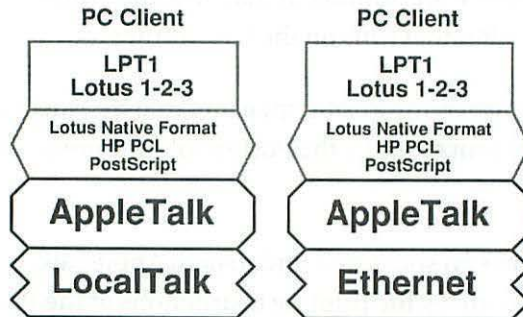 PC Client
LPT1
Lotus 1-2-3
Lotus Native Format
HP PCL
PostScript
AppleTalk
LocalTalk
PC Client
LPT1
Lotus 1-2-3
Lotus Native Format
HP PCL
PostScript
AppleTalk
Ethernet